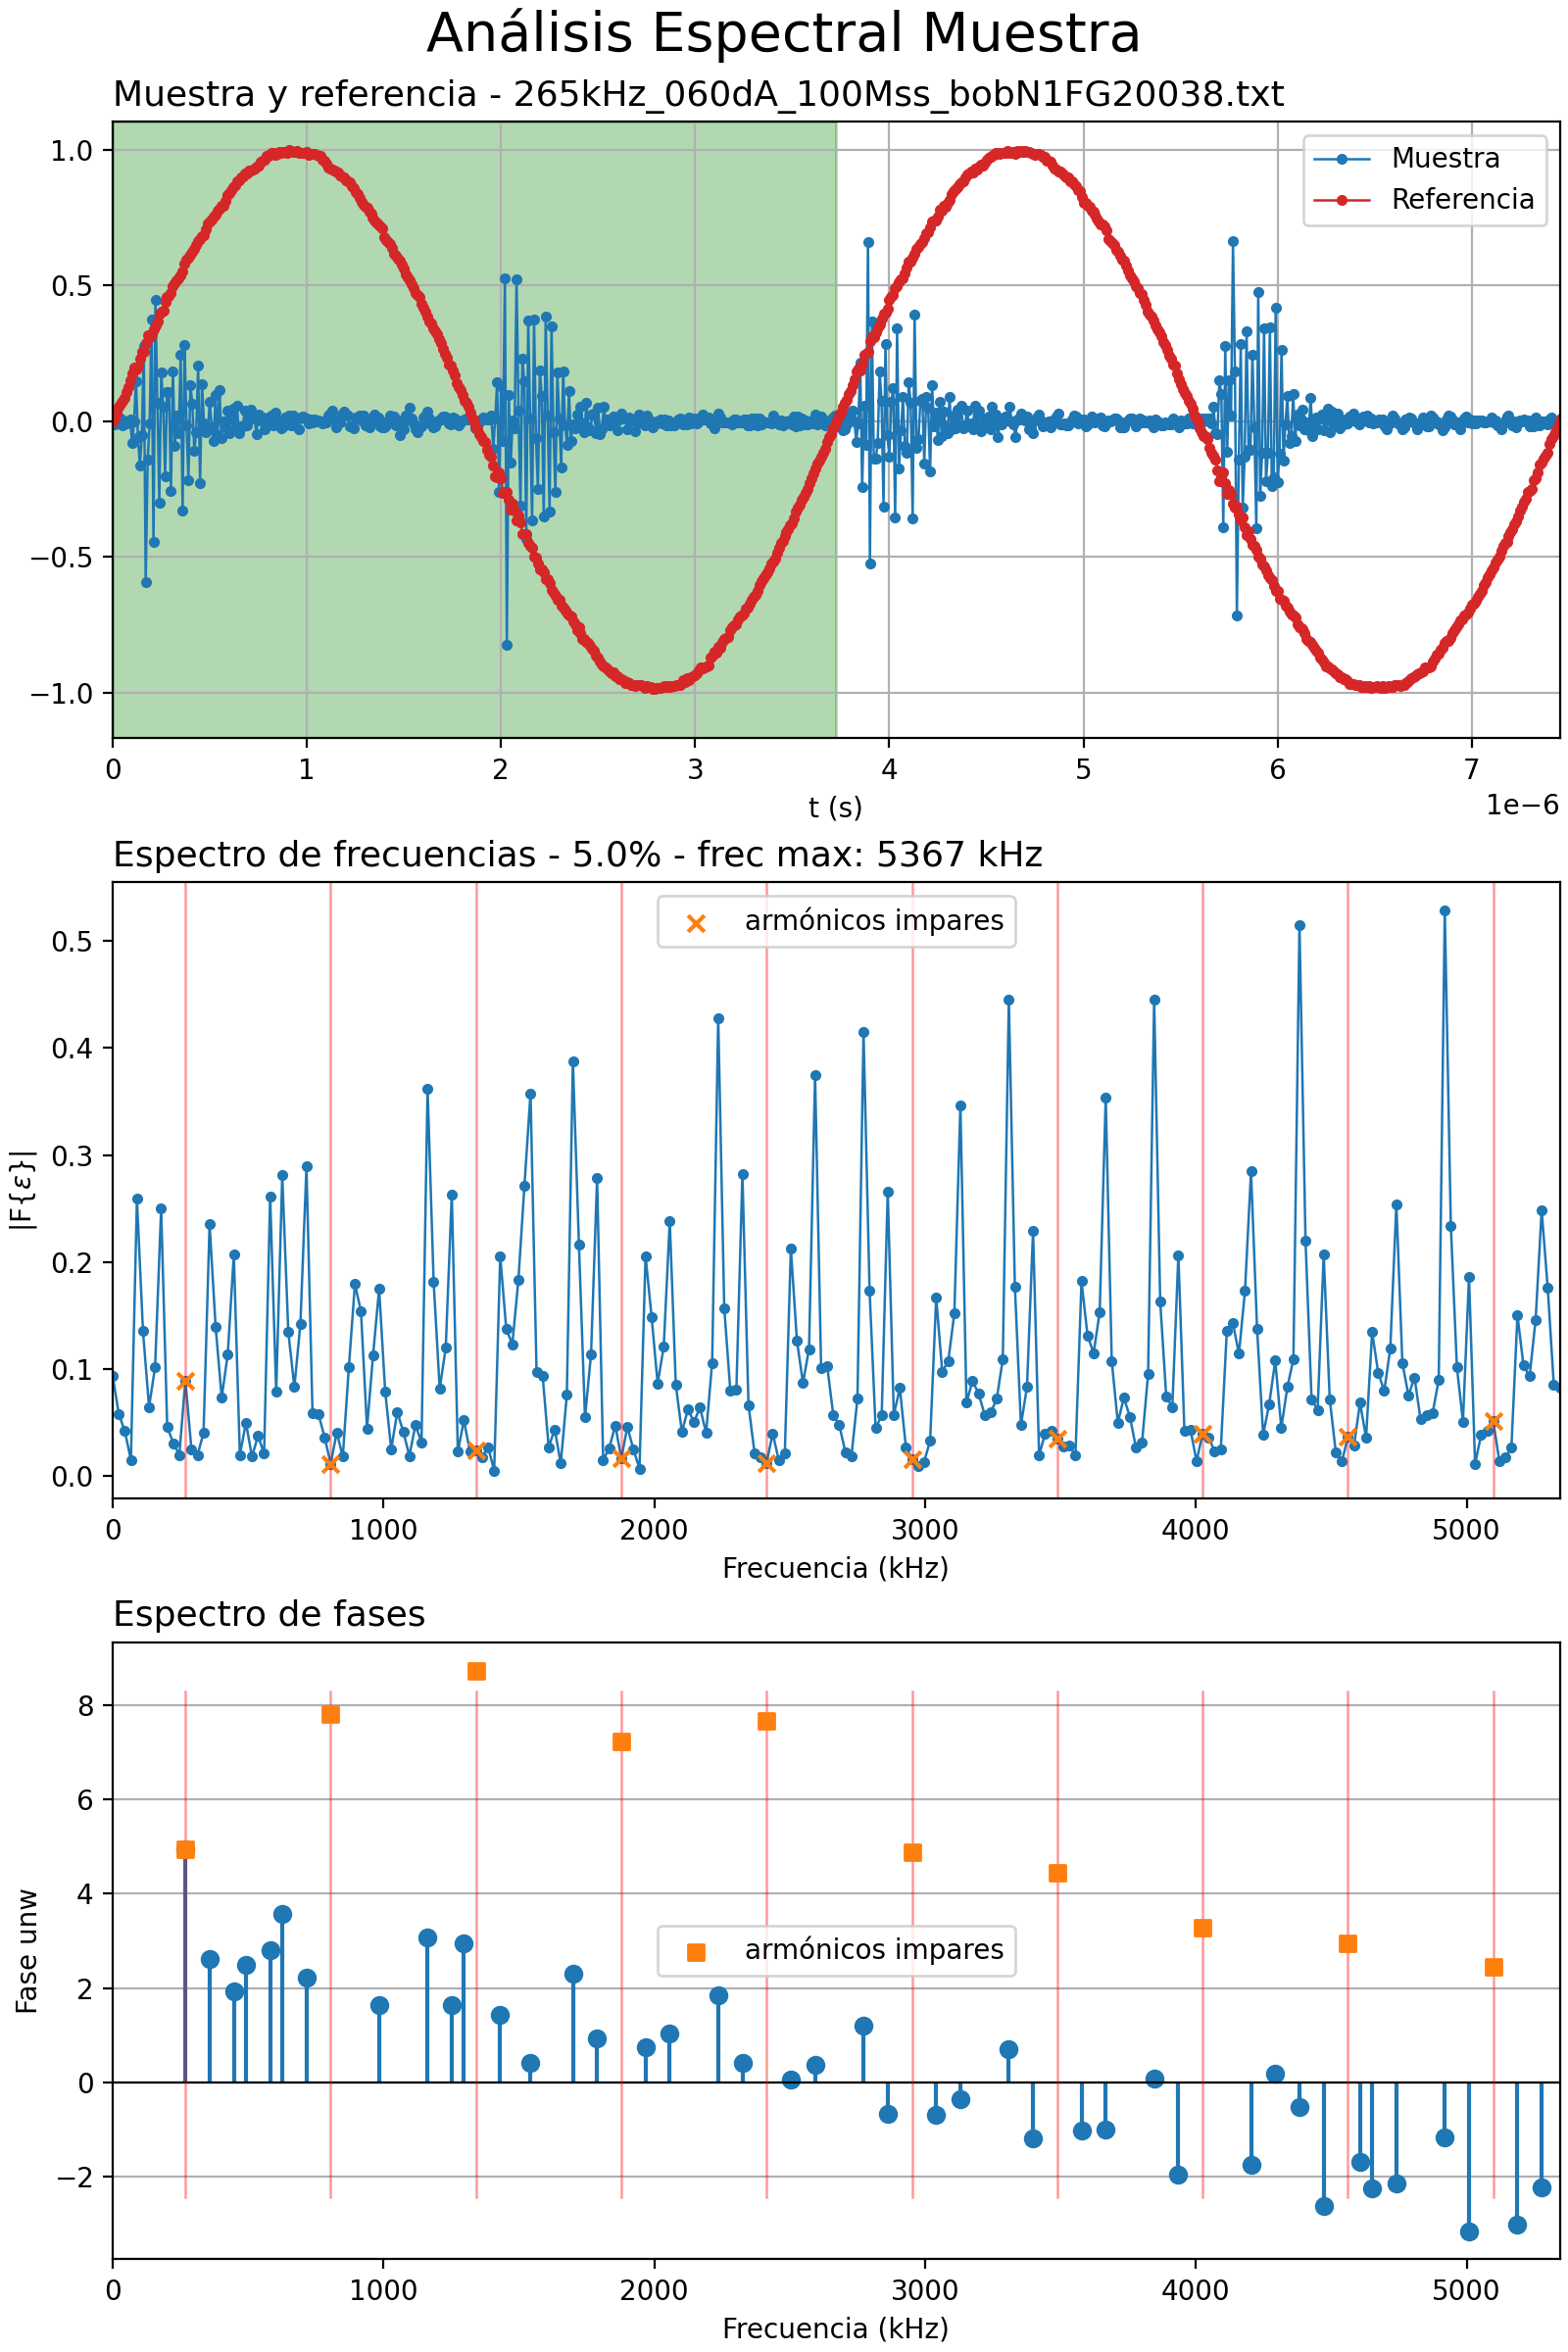 Análisis Espectral Muestra
Muestra y referencia - 265kHz_060dA_100Mss_bobN1FG20038.txt
Muestra
Referencia
1.0
0.5
0.0
−0.5
−1.0
0 1 2 3 4 5 6 7
t (s)
1e−6
Espectro de frecuencias - 5.0% - frec max: 5367 kHz
armónicos impares
|F{ε}|
0.5
0.4
0.3
0.2
0.1
0.0
0 1000 2000 3000 4000 5000
Frecuencia (kHz)
Espectro de fases
armónicos impares
Fase unw
8
6
4
2
0
−2
0 1000 2000 3000 4000 5000
Frecuencia (kHz)